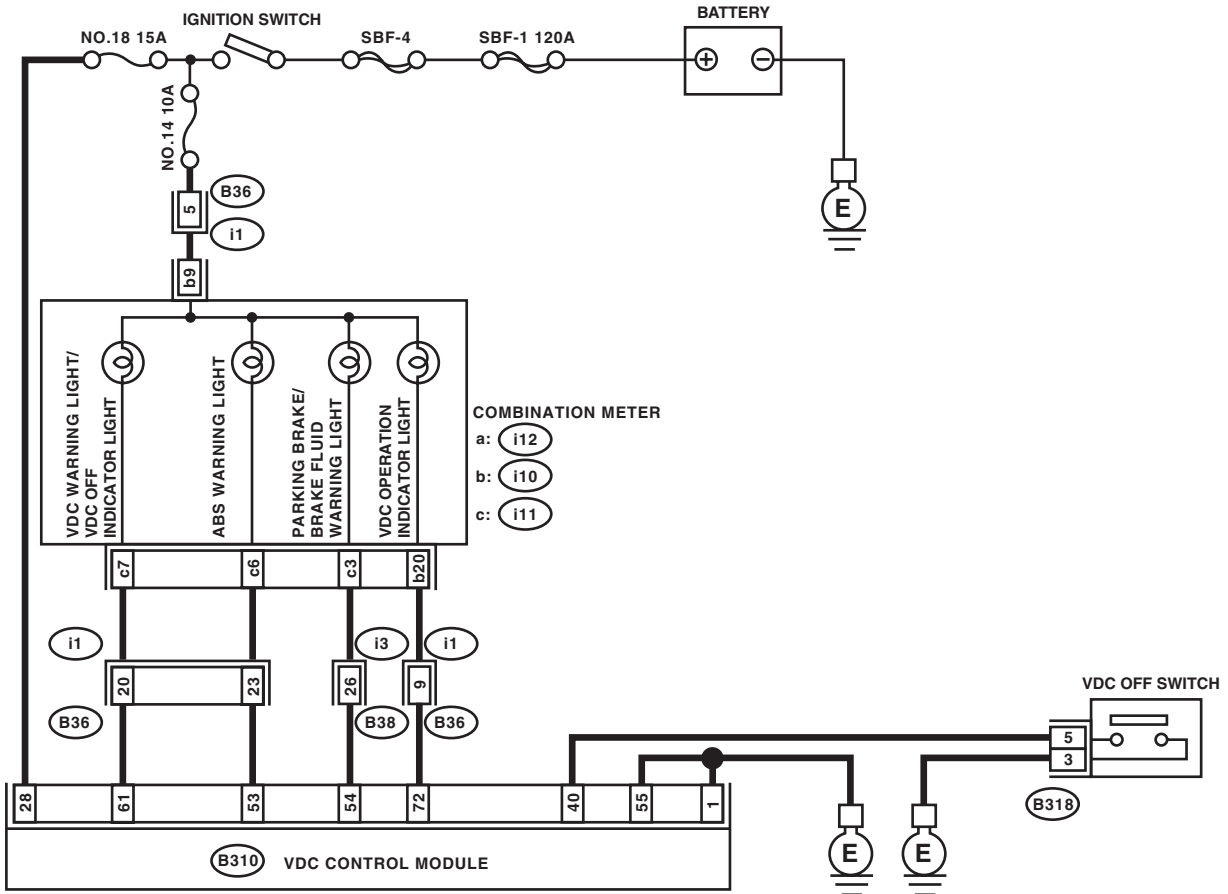 BATTERY
IGNITION SWITCH
NO.18 15A
SBF-4
SBF-1 120A
+
−
NO.14 10A
B36
5
i1
E
b9
VDC WARNING LIGHT/
VDC OFF
INDICATOR LIGHT
ABS WARNING LIGHT
PARKING BRAKE/
BRAKE FLUID
WARNING LIGHT
VDC OPERATION
INDICATOR LIGHT
COMBINATION METER
a: i12
b: i10
c: i11
c7
c6
c3
b20
i1
i3
i1
20
23
26
9
B36
B38
B36
VDC OFF SWITCH
5
3
B318
28
61
53
54
72
40
55
1
E
E
B310
VDC CONTROL MODULE